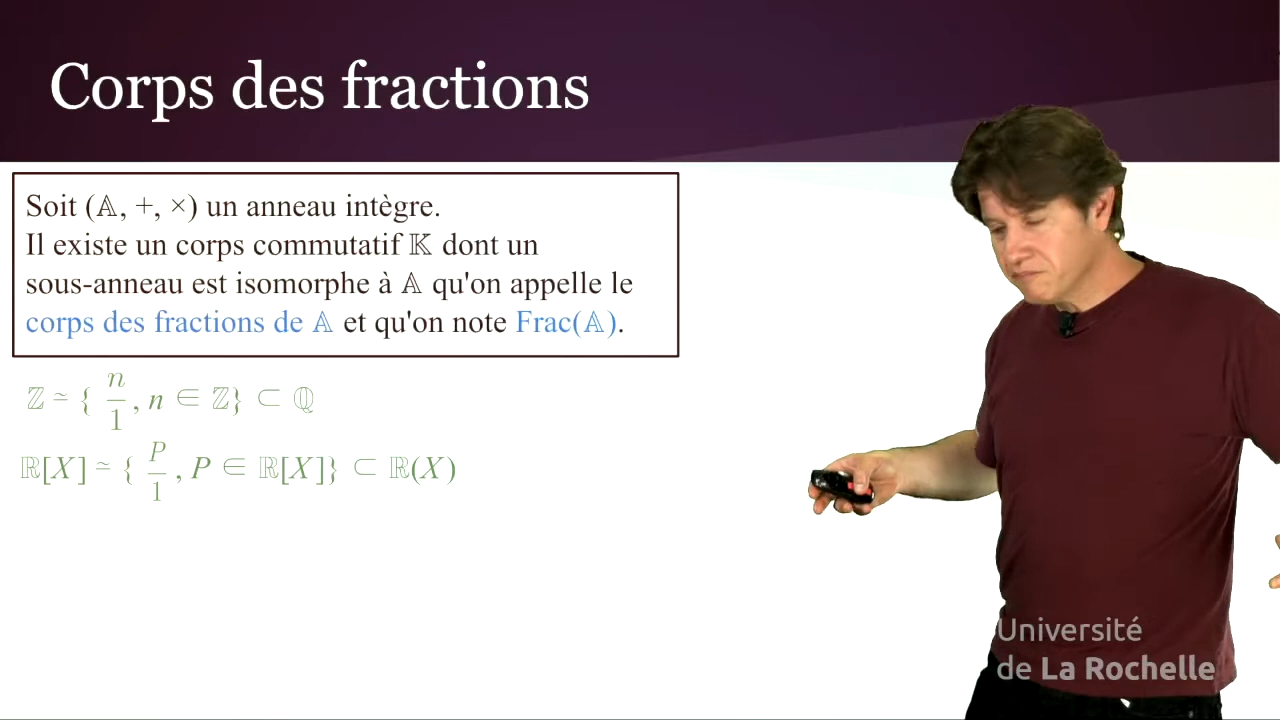 Corps des fractions
Soit (𝔸, +, ×) un anneau intègre.
Il existe un corps commutatif 𝕂 dont un
sous-anneau est isomorphe à 𝔸 qu'on appelle le
corps des fractions de 𝔸 et qu'on note Frac(𝔸).
ℤ ≃ { n/1 , n ∈ ℤ} ⊂ ℚ
ℝ[X] ≃ { P/1 , P ∈ ℝ[X]} ⊂ ℝ(X)
Université
de La Rochelle